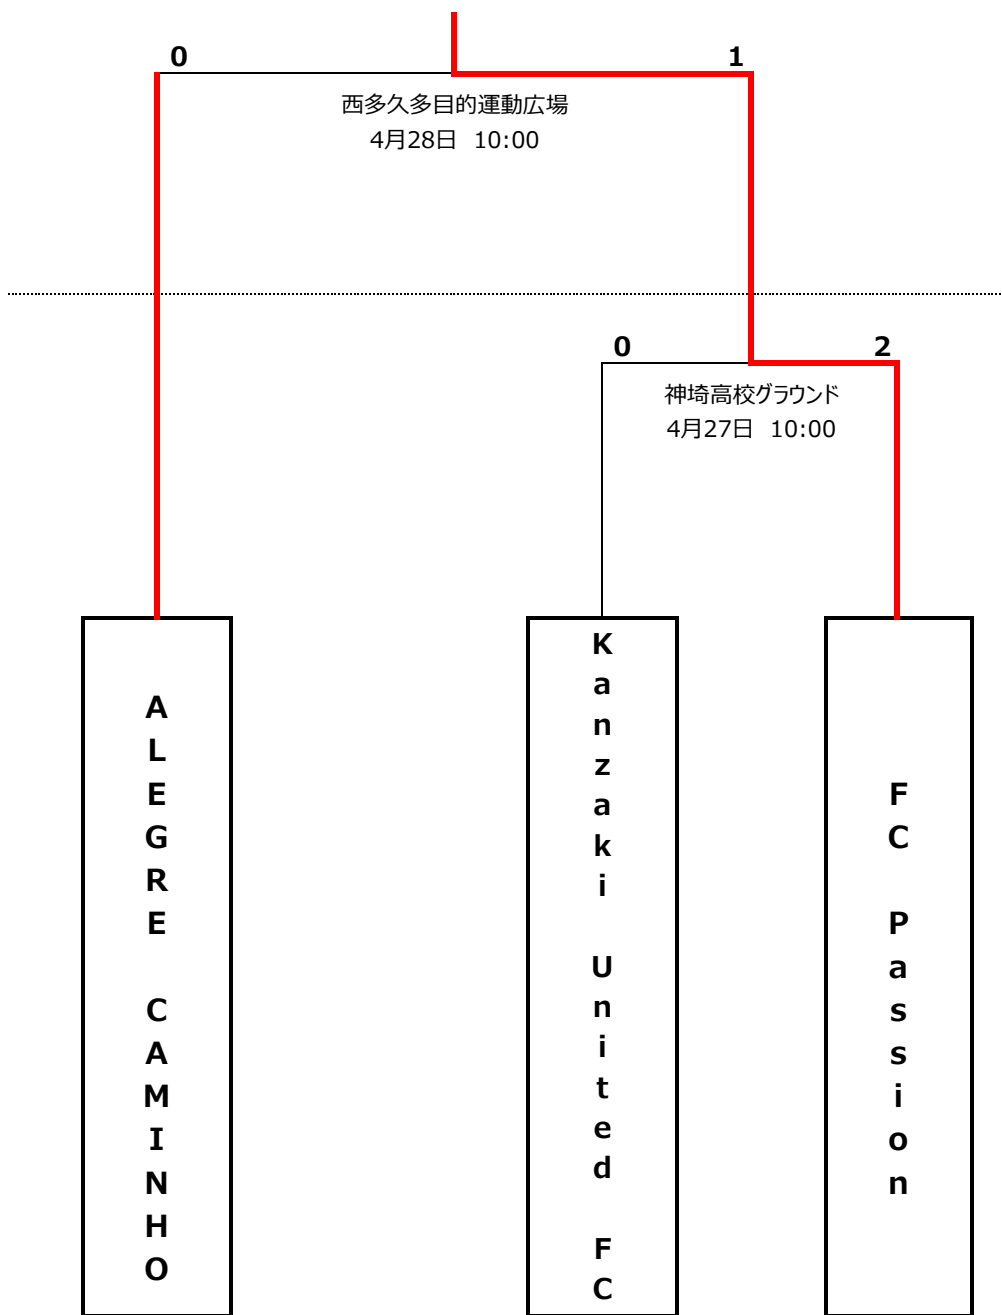 0
1
西多久多目的運動広場
4月28日 10:00
0
2
神埼高校グラウンド
4月27日 10:00
ALEGRE CAMINHO
Kanzaki United FC
FC Passion